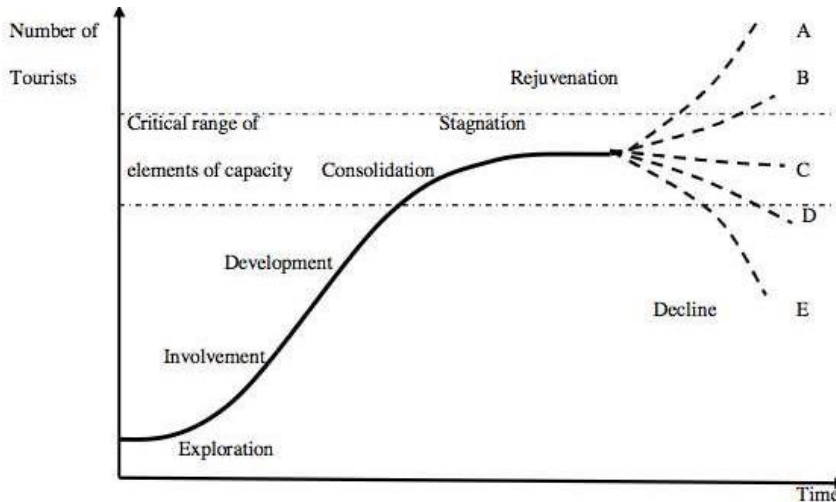 Number of
Tourists
A
Rejuvenation
B
Critical range of
Stagnation
elements of capacity
Consolidation
C
D
Development
Decline
E
Involvement
Exploration
Time